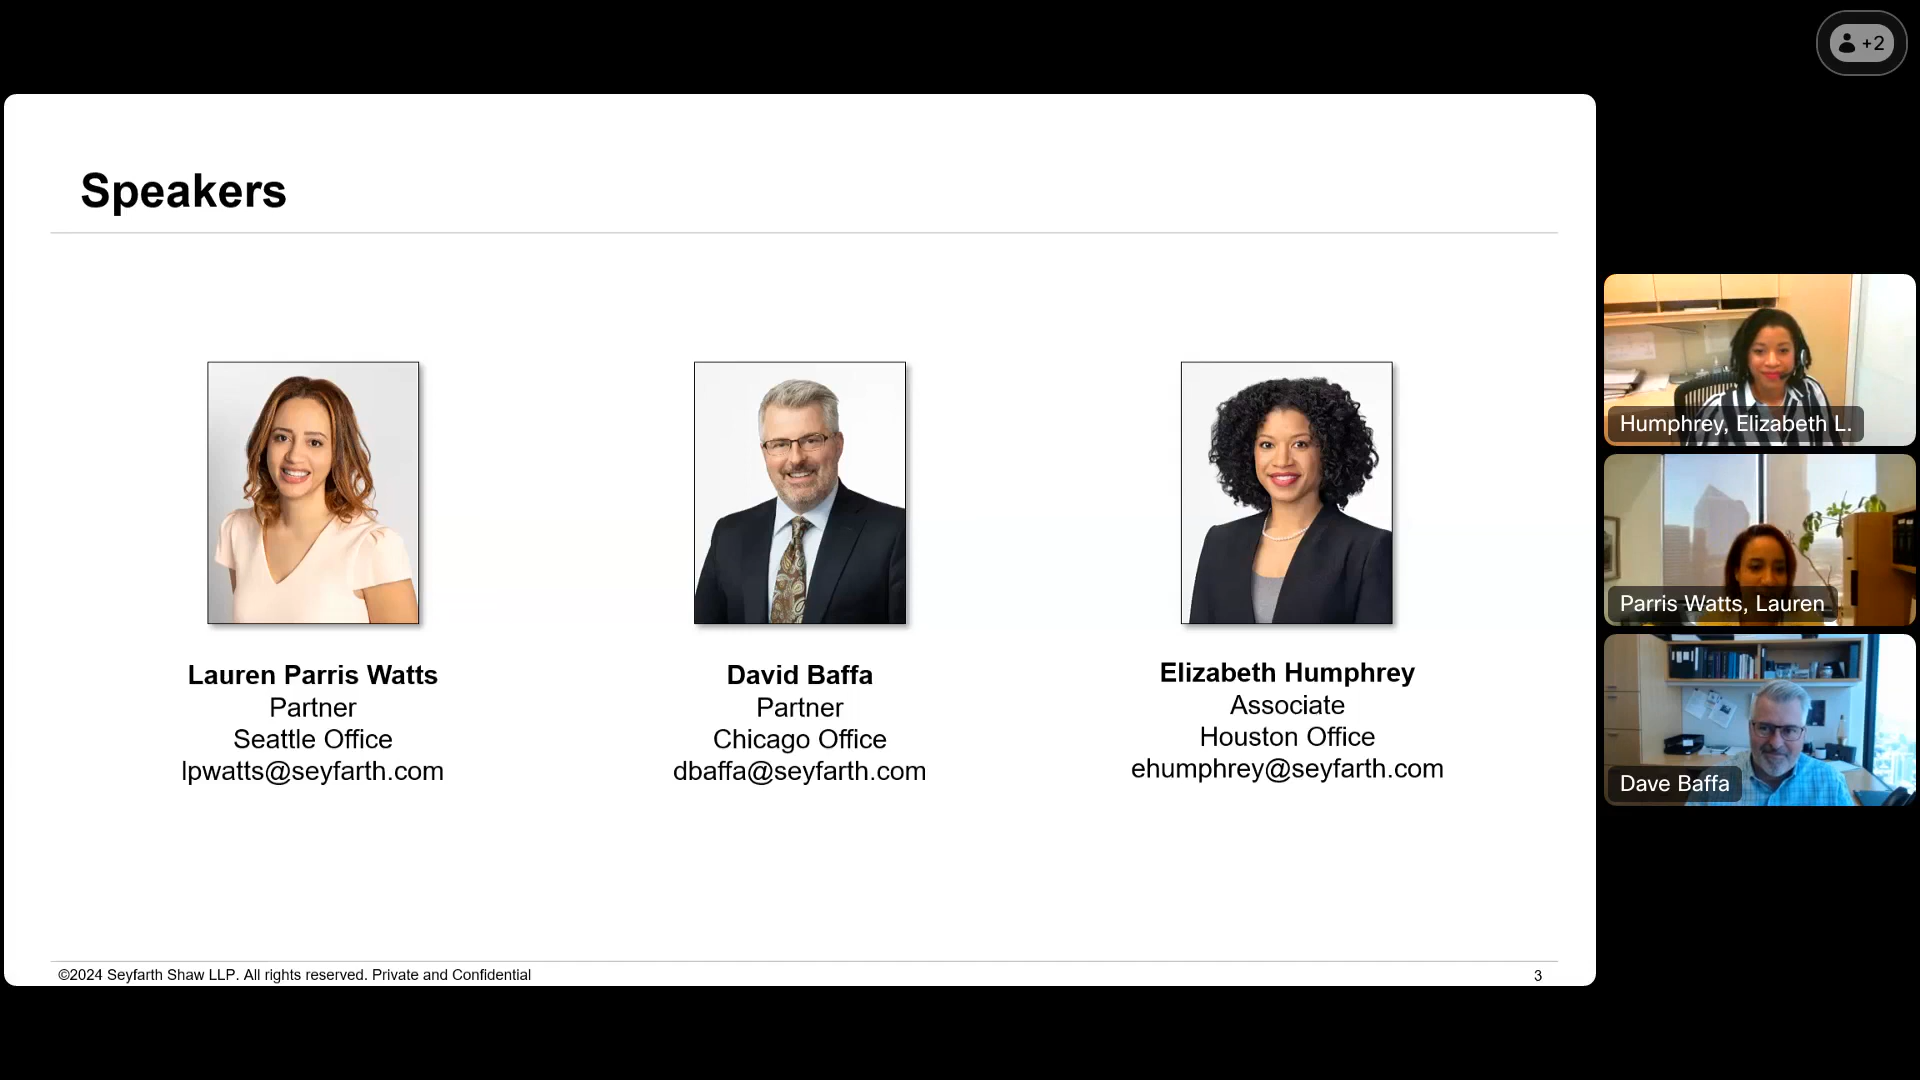 +2
Speakers
Lauren Parris Watts
Partner
Seattle Office
lpwatts@seyfarth.com
David Baffa
Partner
Chicago Office
dbaffa@seyfarth.com
Elizabeth Humphrey
Associate
Houston Office
ehumphrey@seyfarth.com
Humphrey, Elizabeth L.
Parris Watts, Lauren
Dave Baffa
©2024 Seyfarth Shaw LLP. All rights reserved. Private and Confidential
3